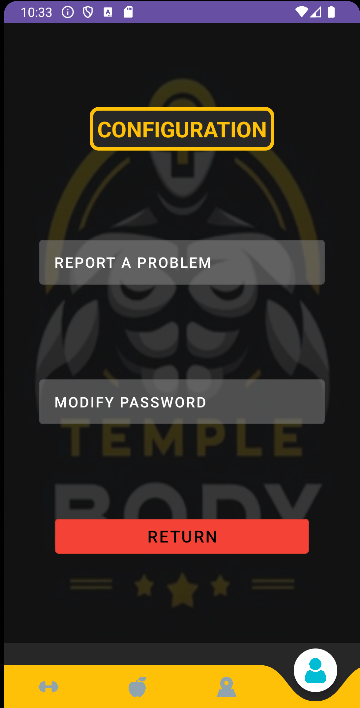 10:33
CONFIGURATION
REPORT A PROBLEM
MODIFY PASSWORD
TEMPLE
BODY
RETURN